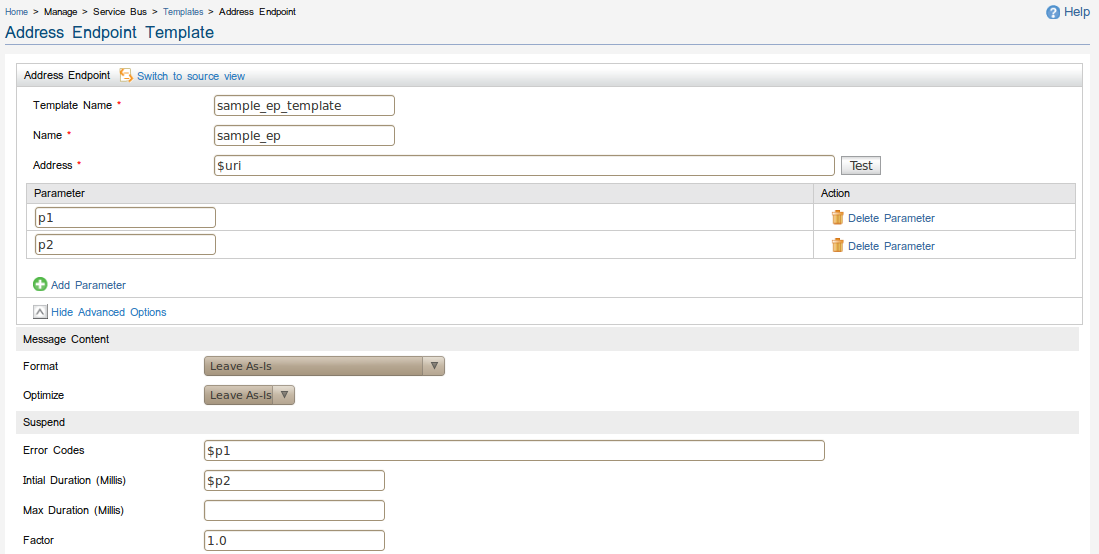 Home > Manage > Service Bus > Templates > Address Endpoint
Help
Address Endpoint Template
Address Endpoint Switch to source view
Template Name * sample_ep_template
Name * sample_ep
Address * $uri Test
Parameter Action
p1 Delete Parameter
p2 Delete Parameter
Add Parameter
Hide Advanced Options
Message Content
Format Leave As-Is
Optimize Leave As-Is
Suspend
Error Codes $p1
Intial Duration (Millis) $p2
Max Duration (Millis)
Factor 1.0